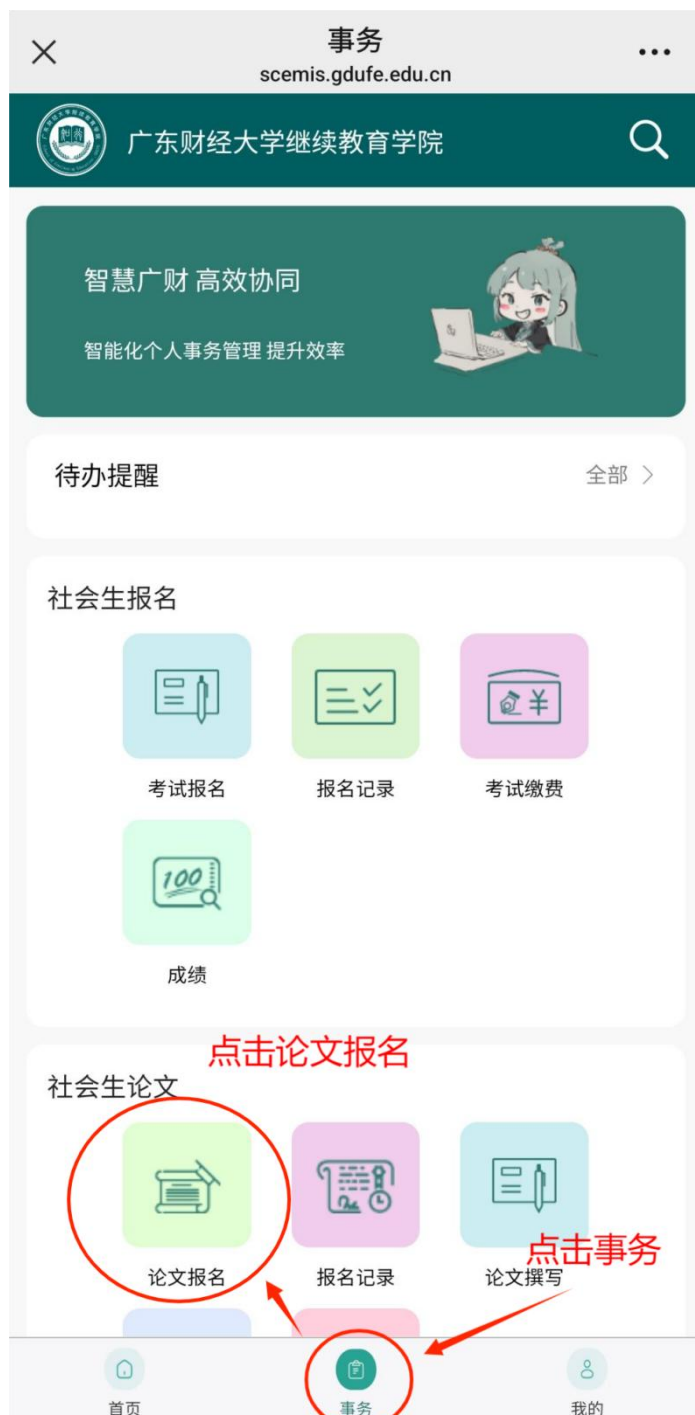 事务
scemis.gdufe.edu.cn
广东财经大学继续教育学院
智慧广财 高效协同
智能化个人事务管理 提升效率
待办提醒
全部
社会生报名
考试报名
报名记录
考试缴费
100
成绩
点击论文报名
社会生论文
论文报名
报名记录
论文撰写
点击事务
首页
事务
我的